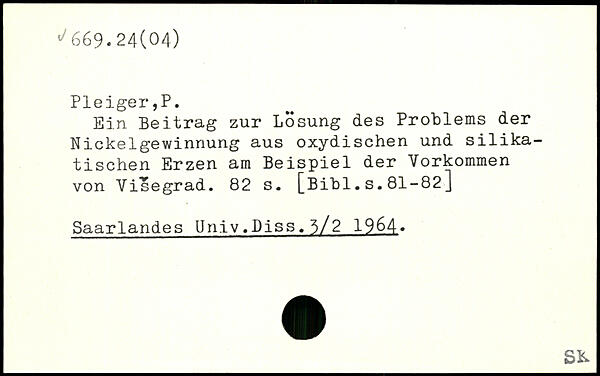 √669.24(04)
Pleiger,P.
Ein Beitrag zur Lösung des Problems der
Nickelgewinnung aus oxydischen und silika-
tischen Erzen am Beispiel der Vorkommen
von Višegrad. 82 s. [Bibl.s.81-82]
Saarlandes Univ.Diss.3/2 1964.
SK